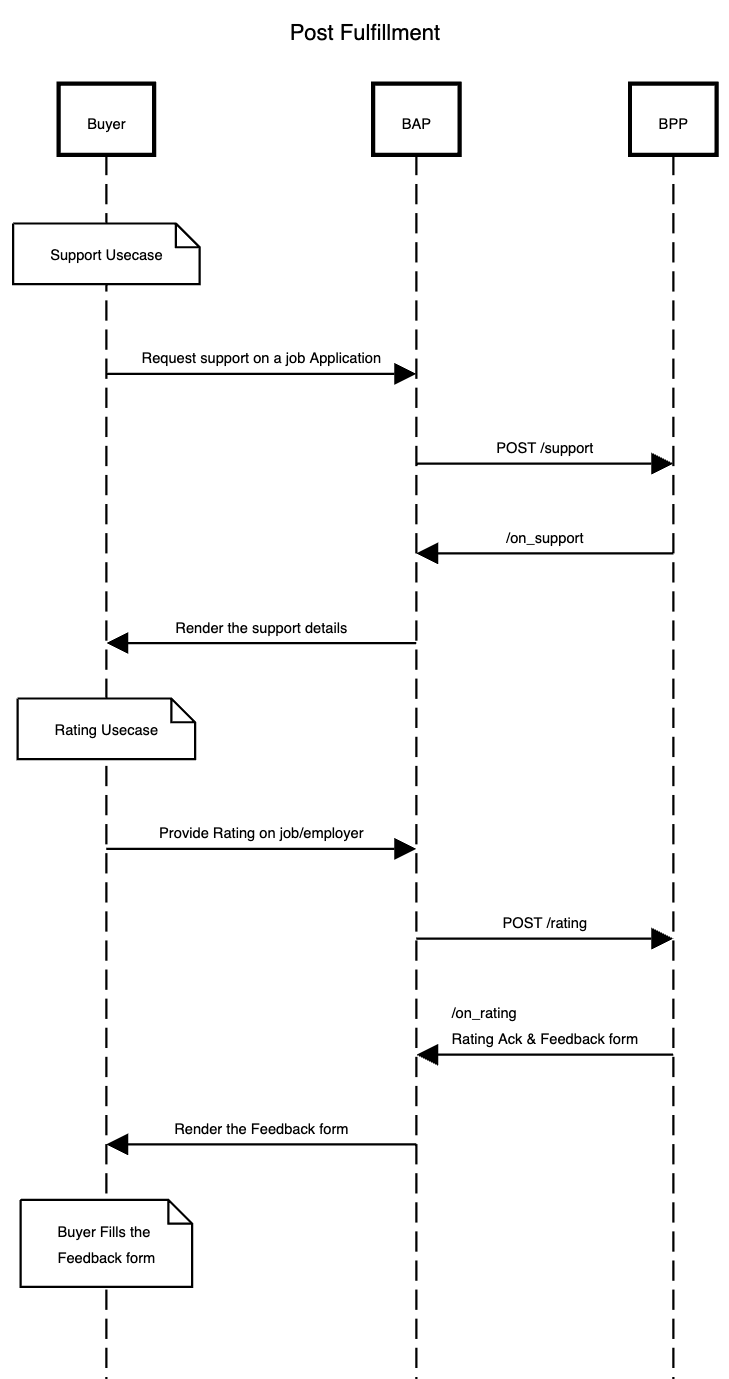 Post Fulfillment
Buyer
BAP
BPP
Support Usecase
Request support on a job Application
POST /support
/on_support
Render the support details
Rating Usecase
Provide Rating on job/employer
POST /rating
/on_rating
Rating Ack & Feedback form
Render the Feedback form
Buyer Fills the
Feedback form